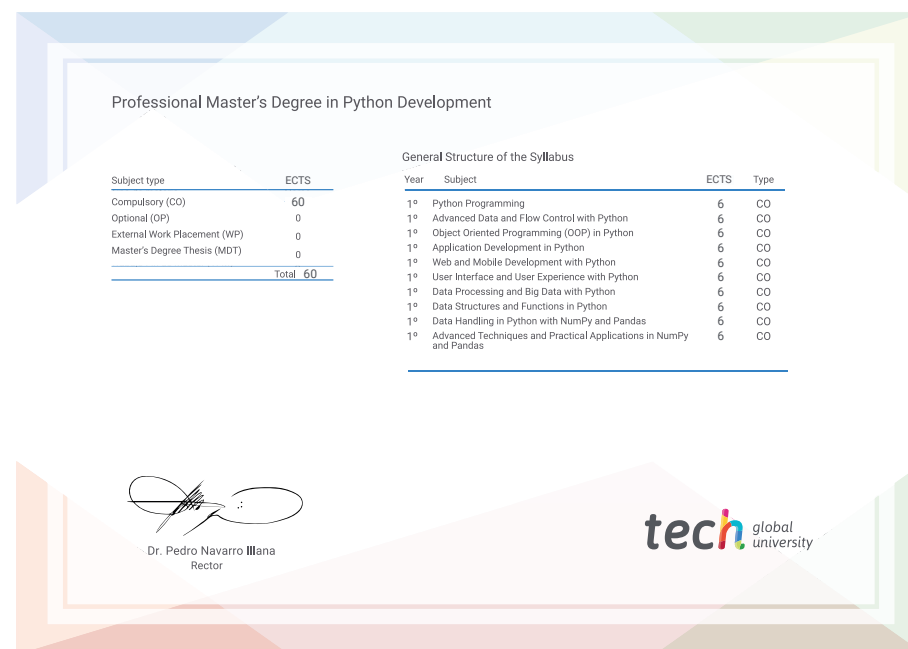 Professional Master's Degree in Python Development
Subject type ECTS
Compulsory (CO) 60
Optional (OP) 0
External Work Placement (WP) 0
Master's Degree Thesis (MDT) 0
Total 60
General Structure of the Syllabus
Year Subject ECTS Type
1º Python Programming 6 CO
1º Advanced Data and Flow Control with Python 6 CO
1º Object Oriented Programming (OOP) in Python 6 CO
1º Application Development in Python 6 CO
1º Web and Mobile Development with Python 6 CO
1º User Interface and User Experience with Python 6 CO
1º Data Processing and Big Data with Python 6 CO
1º Data Structures and Functions in Python 6 CO
1º Data Handling in Python with NumPy and Pandas 6 CO
1º Advanced Techniques and Practical Applications in NumPy 6 CO
and Pandas
Dr. Pedro Navarro Illana
Rector
tech global
university